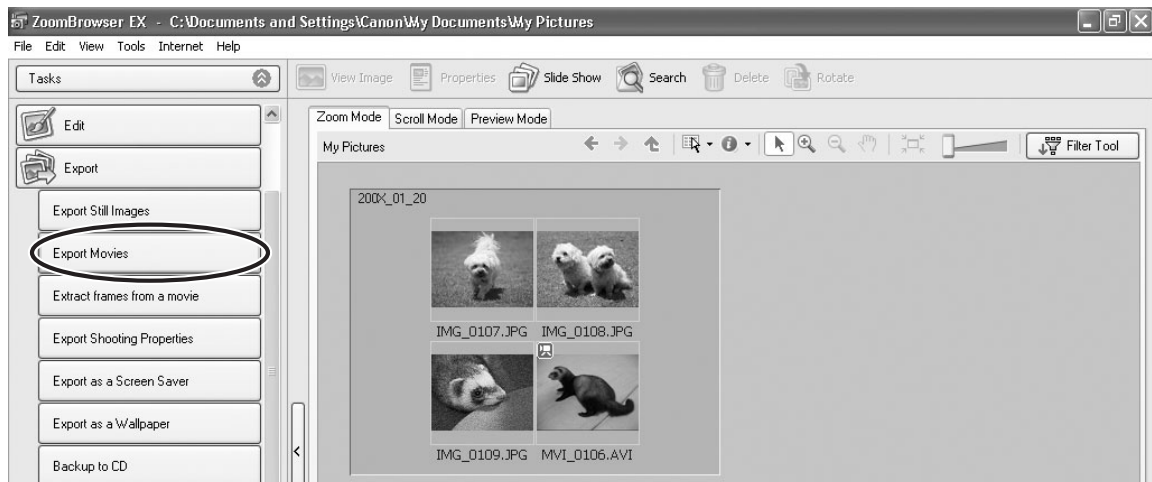 ZoomBrowser EX - C:\Documents and Settings\Canon\My Documents\My Pictures
File Edit View Tools Internet Help
Tasks
View Image Properties Slide Show Search Delete Rotate
Edit
Export
Export Still Images
Export Movies
Extract frames from a movie
Export Shooting Properties
Export as a Screen Saver
Export as a Wallpaper
Backup to CD
Zoom Mode Scroll Mode Preview Mode
My Pictures
Filter Tool
200X_01_20
IMG_0107.JPG IMG_0108.JPG
IMG_0109.JPG MVI_0106.AVI